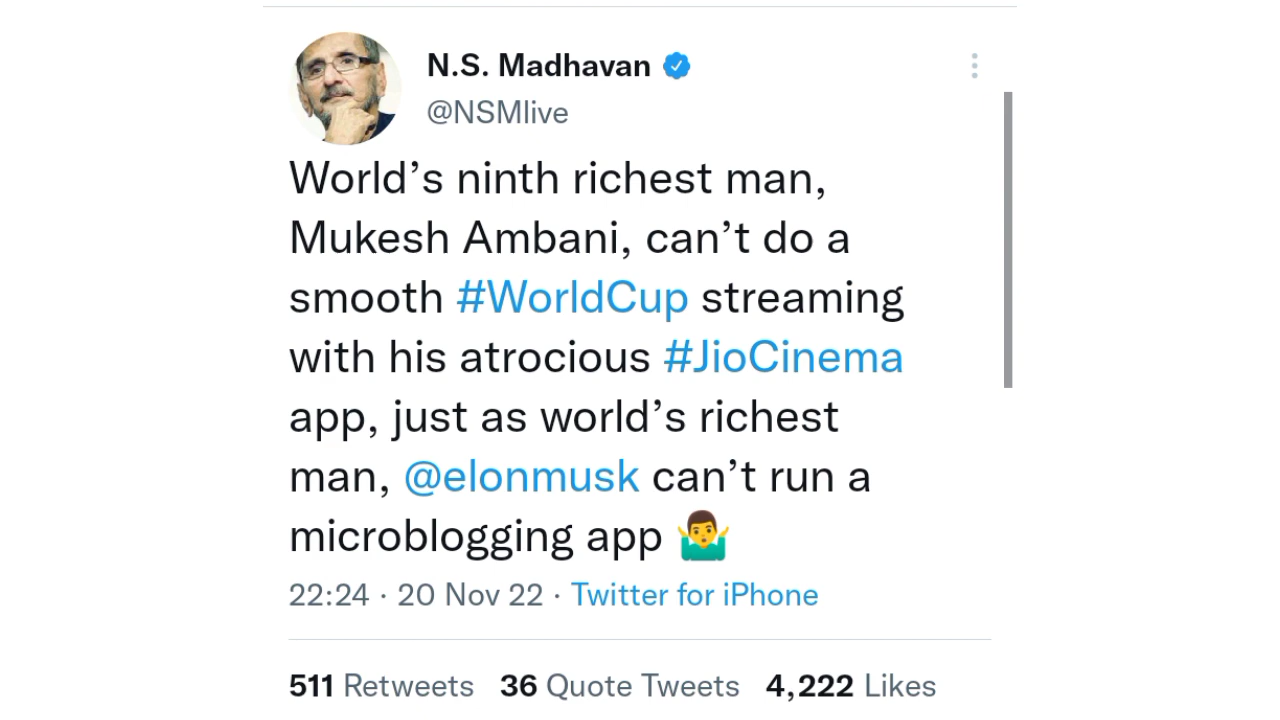 N.S. Madhavan
@NSMlive
World’s ninth richest man,
Mukesh Ambani, can’t do a
smooth #WorldCup streaming
with his atrocious #JioCinema
app, just as world’s richest
man, @elonmusk can’t run a
microblogging app 🤷‍♂️
22:24 · 20 Nov 22 · Twitter for iPhone
511 Retweets 36 Quote Tweets 4,222 Likes